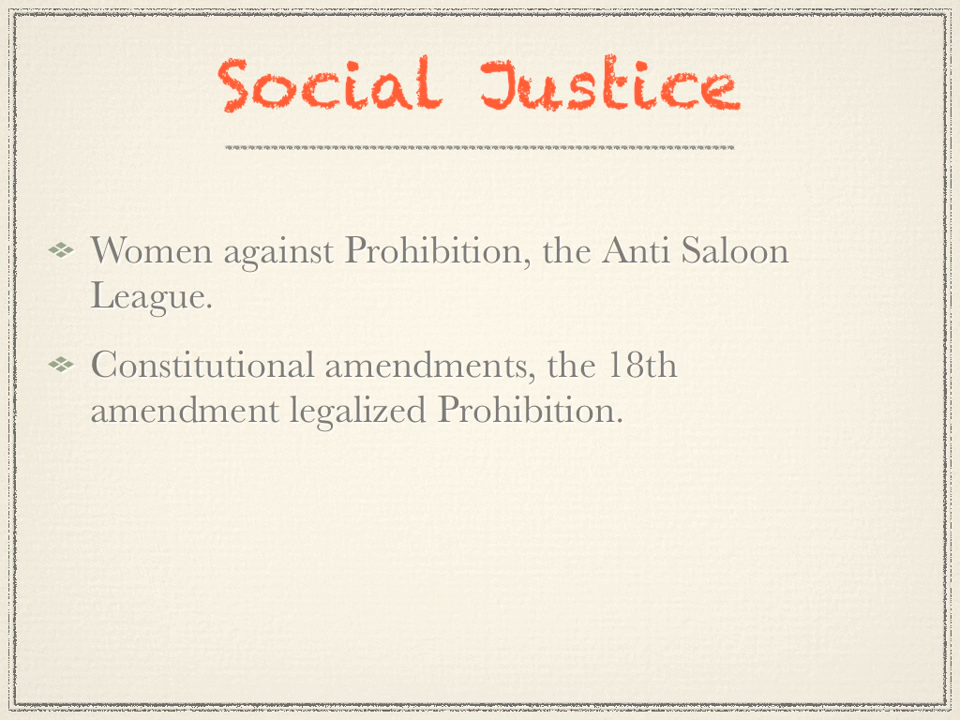 Social Justice
Women against Prohibition, the Anti Saloon
League.
Constitutional amendments, the 18th
amendment legalized Prohibition.